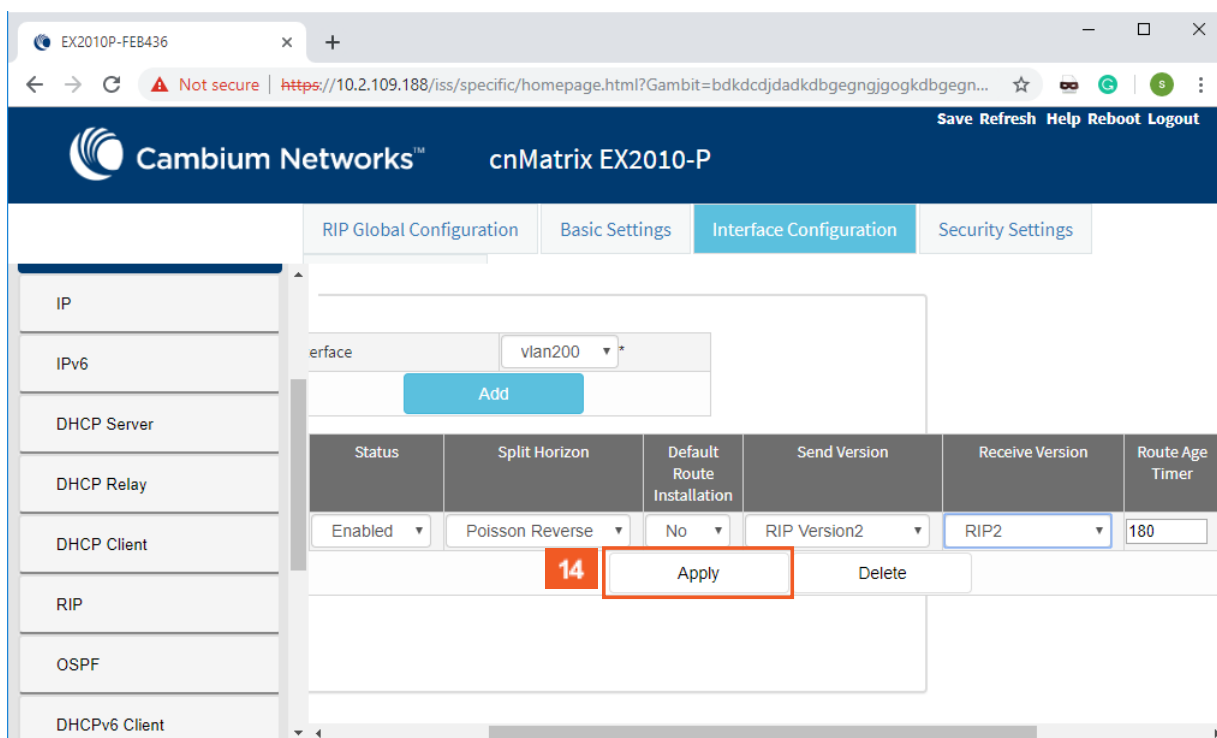 EX2010P-FEB436
Not secure | https://10.2.109.188/iss/specific/homepage.html?Gambit=bdkdcdjdadkdbgegngjgogkdbgegn...
S
Save Refresh Help Reboot Logout
Cambium Networks™ cnMatrix EX2010-P
RIP Global Configuration Basic Settings Interface Configuration Security Settings
IP
IPv6
DHCP Server
DHCP Relay
DHCP Client
RIP
OSPF
DHCPv6 Client
erface vlan200 *
Add
Status Split Horizon Default Route Installation Send Version Receive Version Route Age Timer
Enabled Poisson Reverse No RIP Version2 RIP2 180
14 Apply Delete